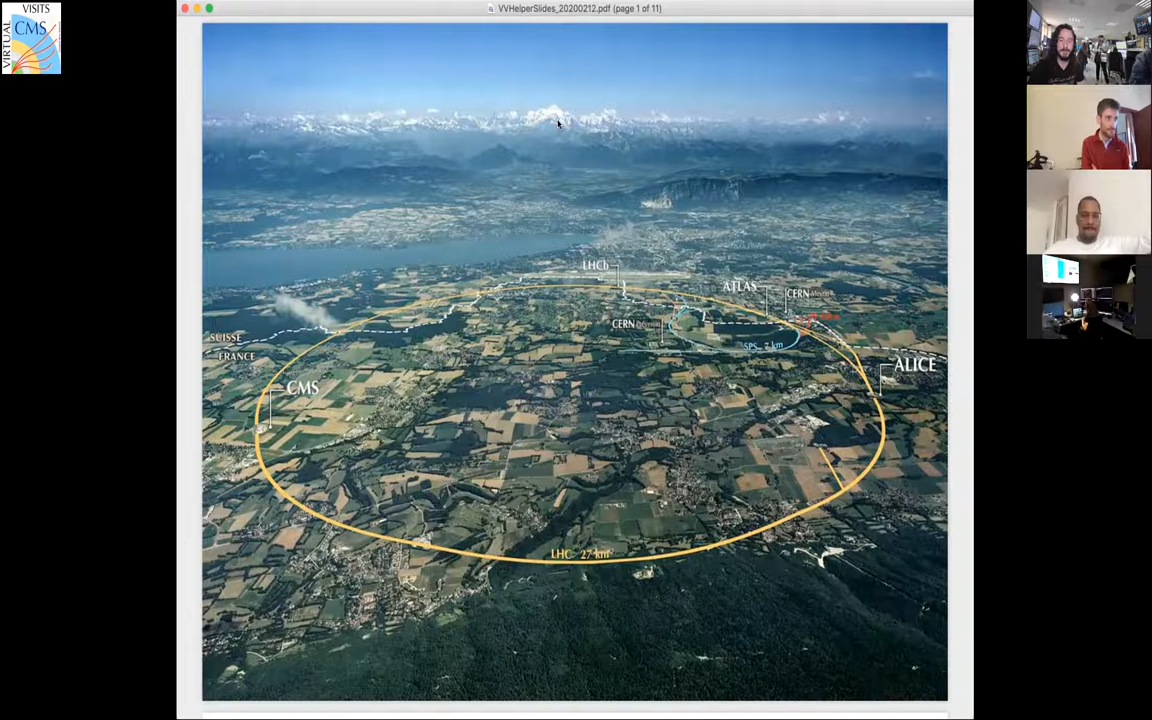 VISITS
VIRTUAL
CMS
VVHelperSlides_20200212.pdf (page 1 of 11)
LHCb
ATLAS
CERN
CERN
SPS 7 km
SUISSE
FRANCE
CMS
ALICE
LHC 27 km